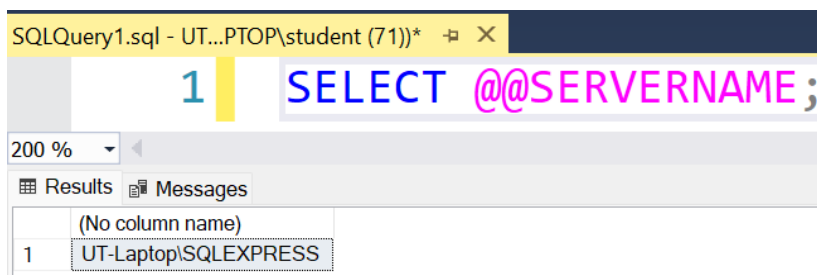 SQLQuery1.sql - UT...PTOP\student (71))*
1 SELECT @@SERVERNAME;
200 %
Results Messages
(No column name)
1 UT-Laptop\SQLEXPRESS